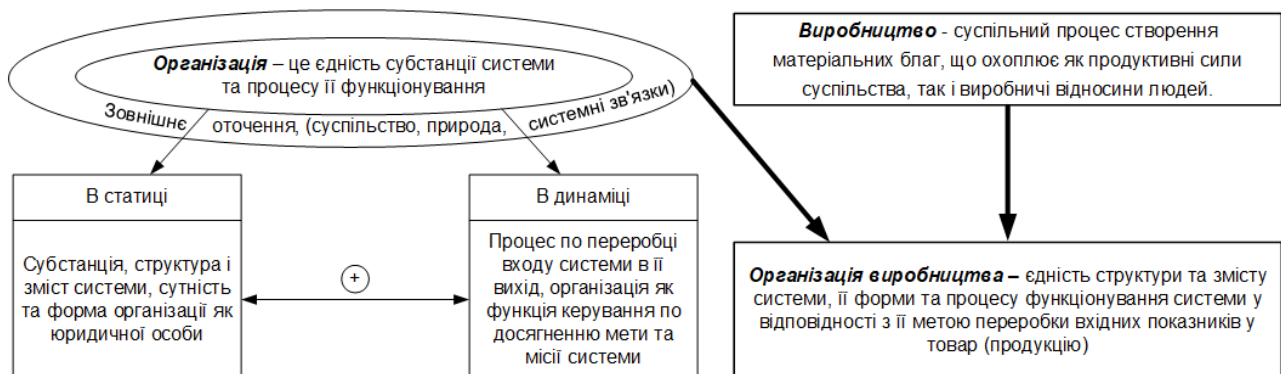 Організація – це єдність субстанції системи
та процесу її функціонування
Зовнішнє оточення, (суспільство, природа, системні зв'язки)
Виробництво - суспільний процес створення
матеріальних благ, що охоплює як продуктивні сили
суспільства, так і виробничі відносини людей.
В статиці
Субстанція, структура і
зміст системи, сутність
та форма організації як
юридичної особи
+
В динаміці
Процес по переробці
входу системи в її
вихід, організація як
функція керування по
досягненню мети та
місії системи
Організація виробництва – єдність структури та змісту
системи, її форми та процесу функціонування системи у
відповідності з її метою переробки вхідних показників у
товар (продукцію)